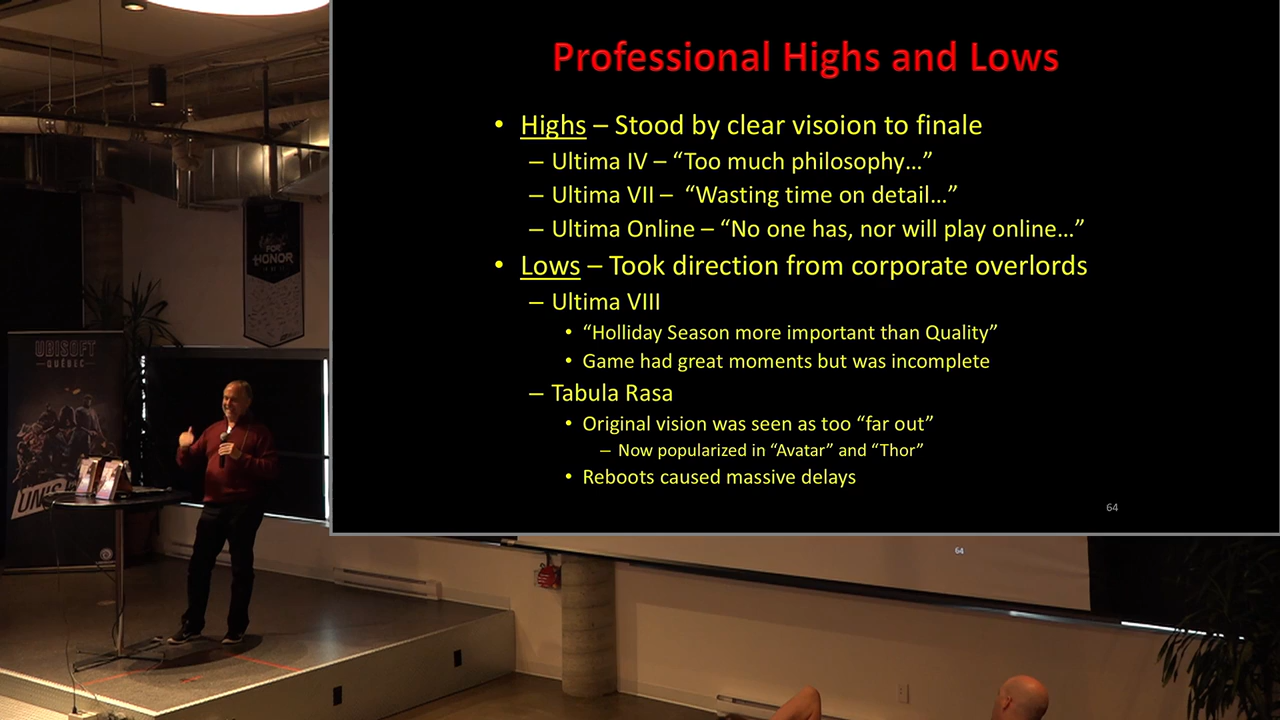 Professional Highs and Lows
• Highs – Stood by clear visoion to finale
– Ultima IV – “Too much philosophy…”
– Ultima VII –  “Wasting time on detail…”
– Ultima Online – “No one has, nor will play online…”
• Lows – Took direction from corporate overlords
– Ultima VIII
• “Holliday Season more important than Quality”
• Game had great moments but was incomplete
– Tabula Rasa
• Original vision was seen as too “far out”
– Now popularized in “Avatar” and “Thor”
• Reboots caused massive delays
64
64
FOR
HONOR
UBISOFT
QUÉBEC